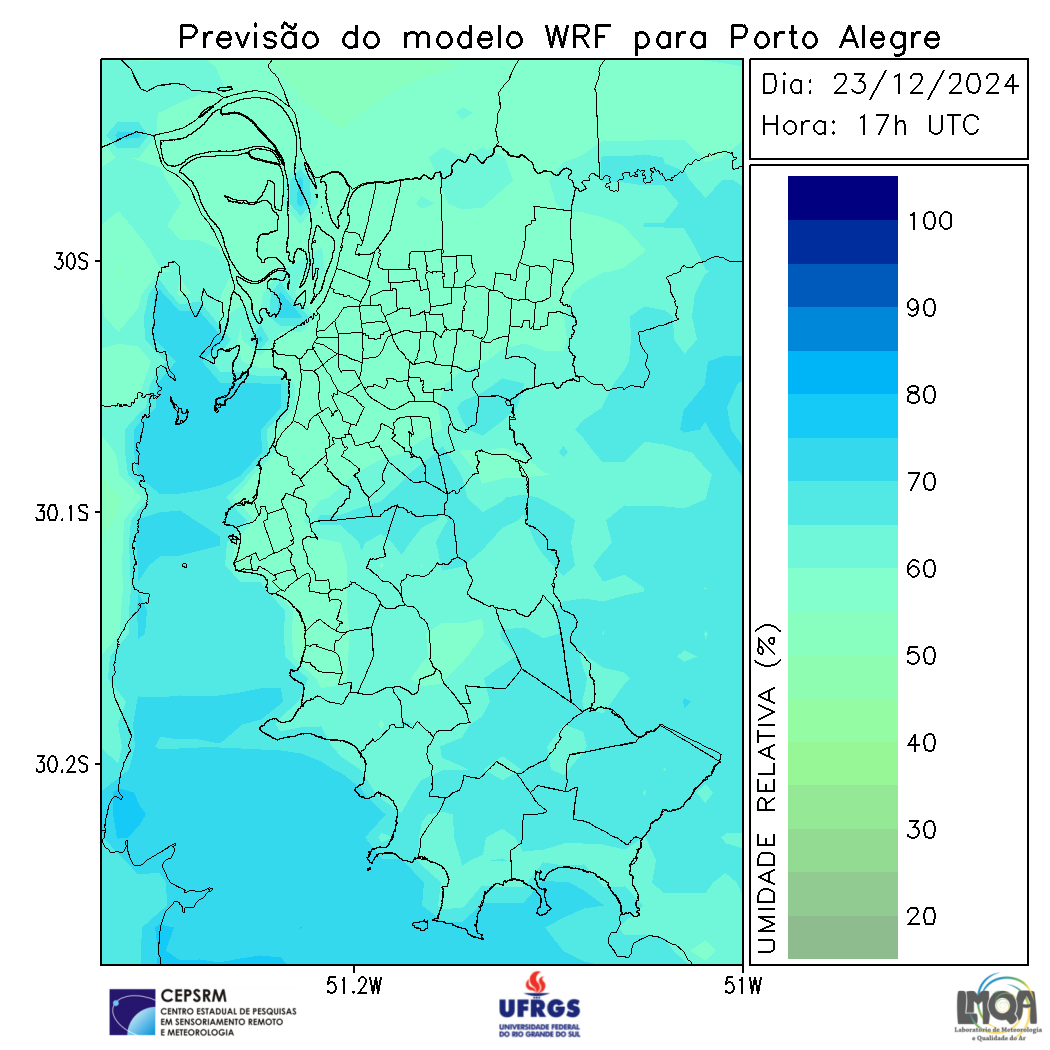 Previsão do modelo WRF para Porto Alegre
Dia: 23/12/2024
Hora: 17h UTC
30S
30.1S
30.2S
51.2W
51W
UMIDADE RELATIVA (%)
100
90
80
70
60
50
40
30
20
CEPSRM
CENTRO ESTADUAL DE PESQUISAS
EM SENSORIAMENTO REMOTO
E METEOROLOGIA
UFRGS
UNIVERSIDADE FEDERAL
DO RIO GRANDE DO SUL
LMQA
Laboratório de Meteorologia
e Qualidade do Ar